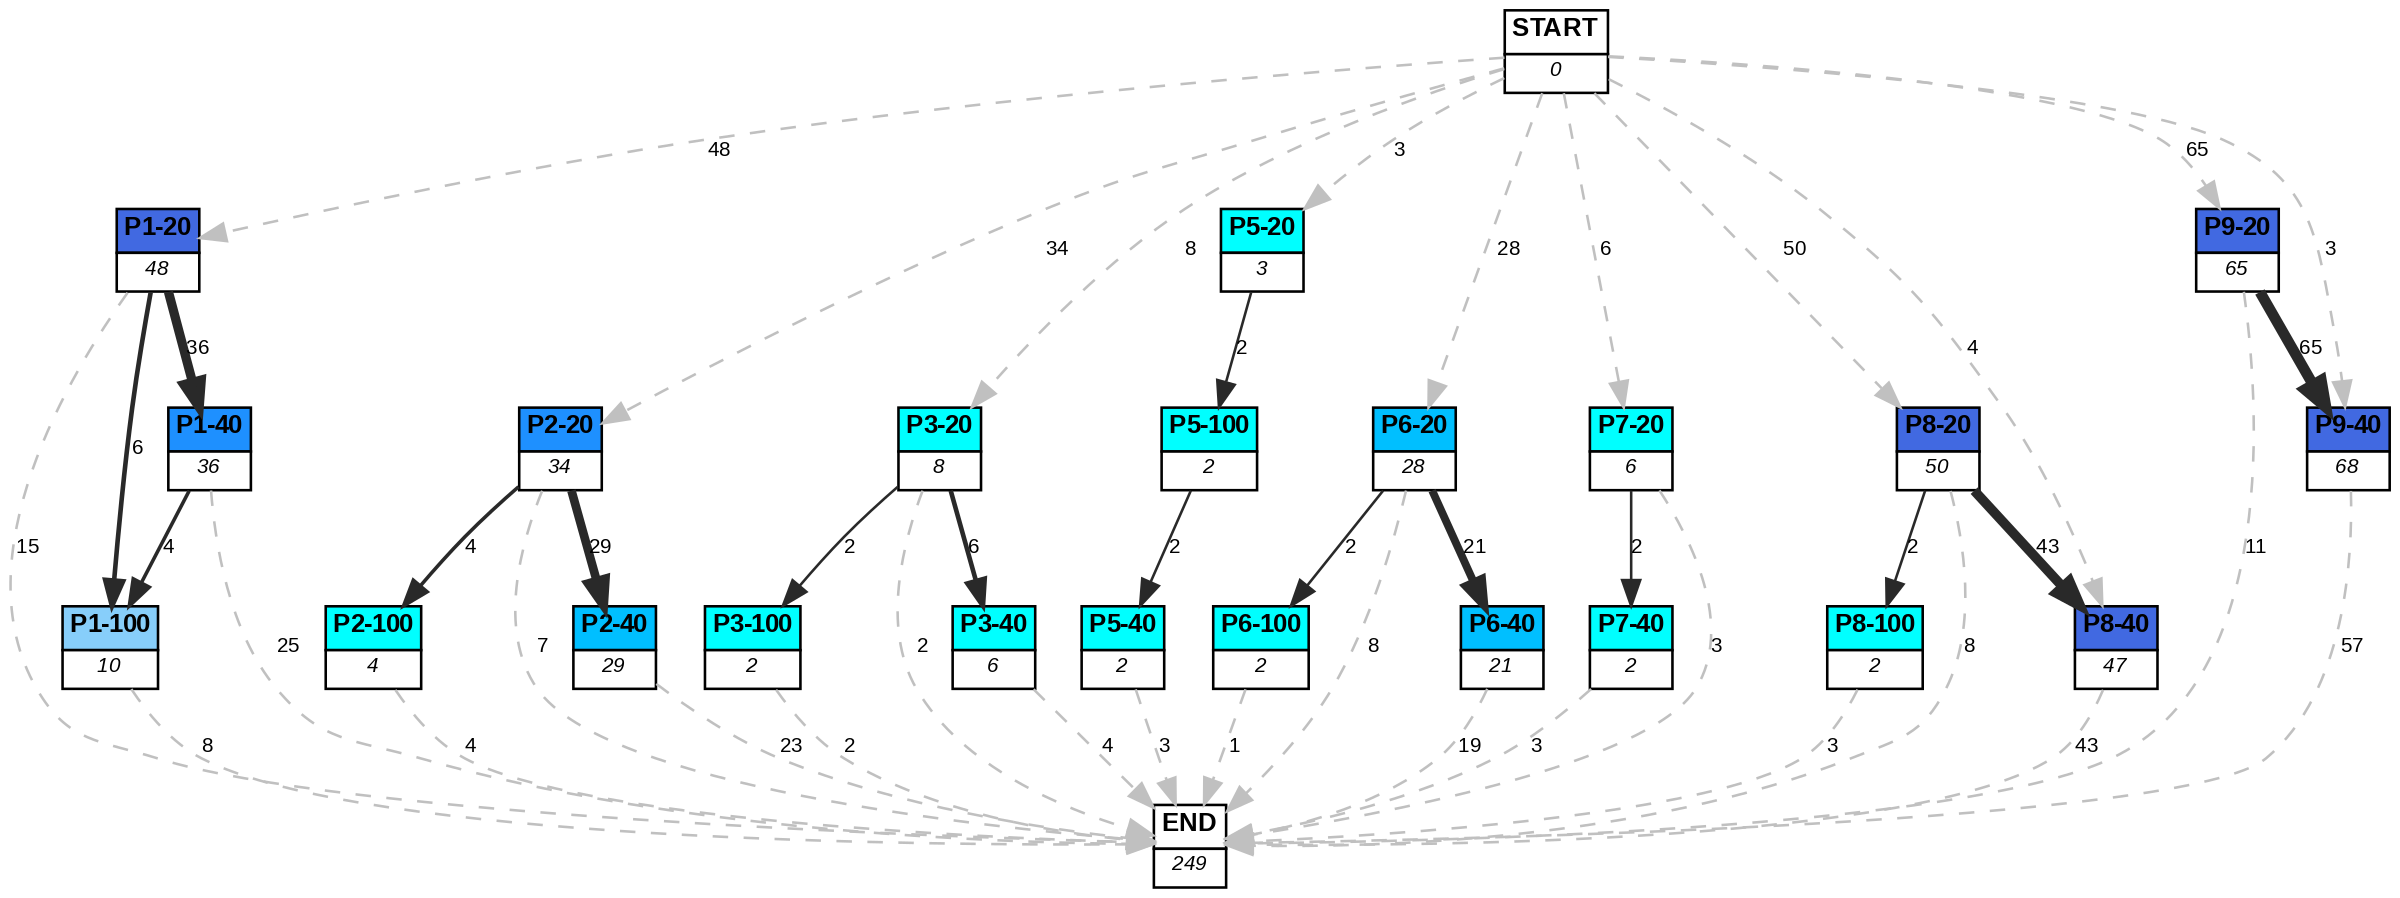 START
0
48
3
65
P1-20
48
P5-20
3
P9-20
65
34
8
28
6
50
3
36
2
4
65
P1-40
36
P2-20
34
P3-20
8
P5-100
2
P6-20
28
P7-20
6
P8-20
50
P9-40
68
6
15
4
4
29
2
6
2
2
21
2
2
43
11
P1-100
10
P2-100
4
P2-40
29
P3-100
2
P3-40
6
P5-40
2
P6-100
2
P6-40
21
P7-40
2
P8-100
2
P8-40
47
25
7
2
8
3
8
57
8
4
23
2
4
3
1
19
3
3
43
END
249